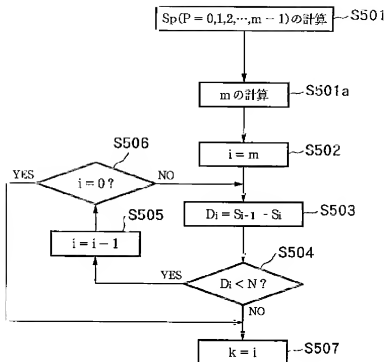 Sp(P = 0,1,2,…,m − 1)の計算
S501
mの計算
S501a
i = m
S502
S506
YES
i = 0 ?
NO
Di = Si-1 - Si
S503
S505
i = i − 1
S504
YES
Di < N ?
NO
k = i
S507